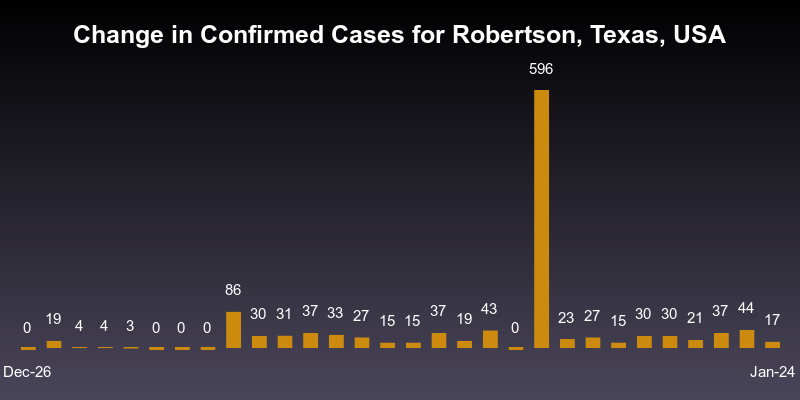 Change in Confirmed Cases for Robertson, Texas, USA
596
86
0 19 4 4 3 0 0 0 30 31 37 33 27 15 15 37 19 43 0 23 27 15 30 30 21 37 44 17
Dec-26 Jan-24